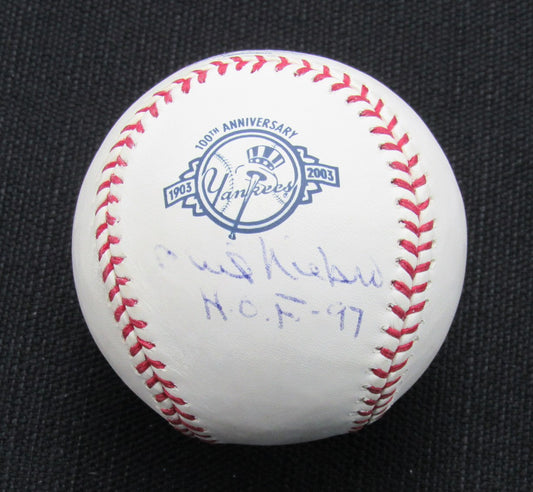 100TH ANNIVERSARY
1903 Yankees 2003
Phil Niekro
H.O.F-97